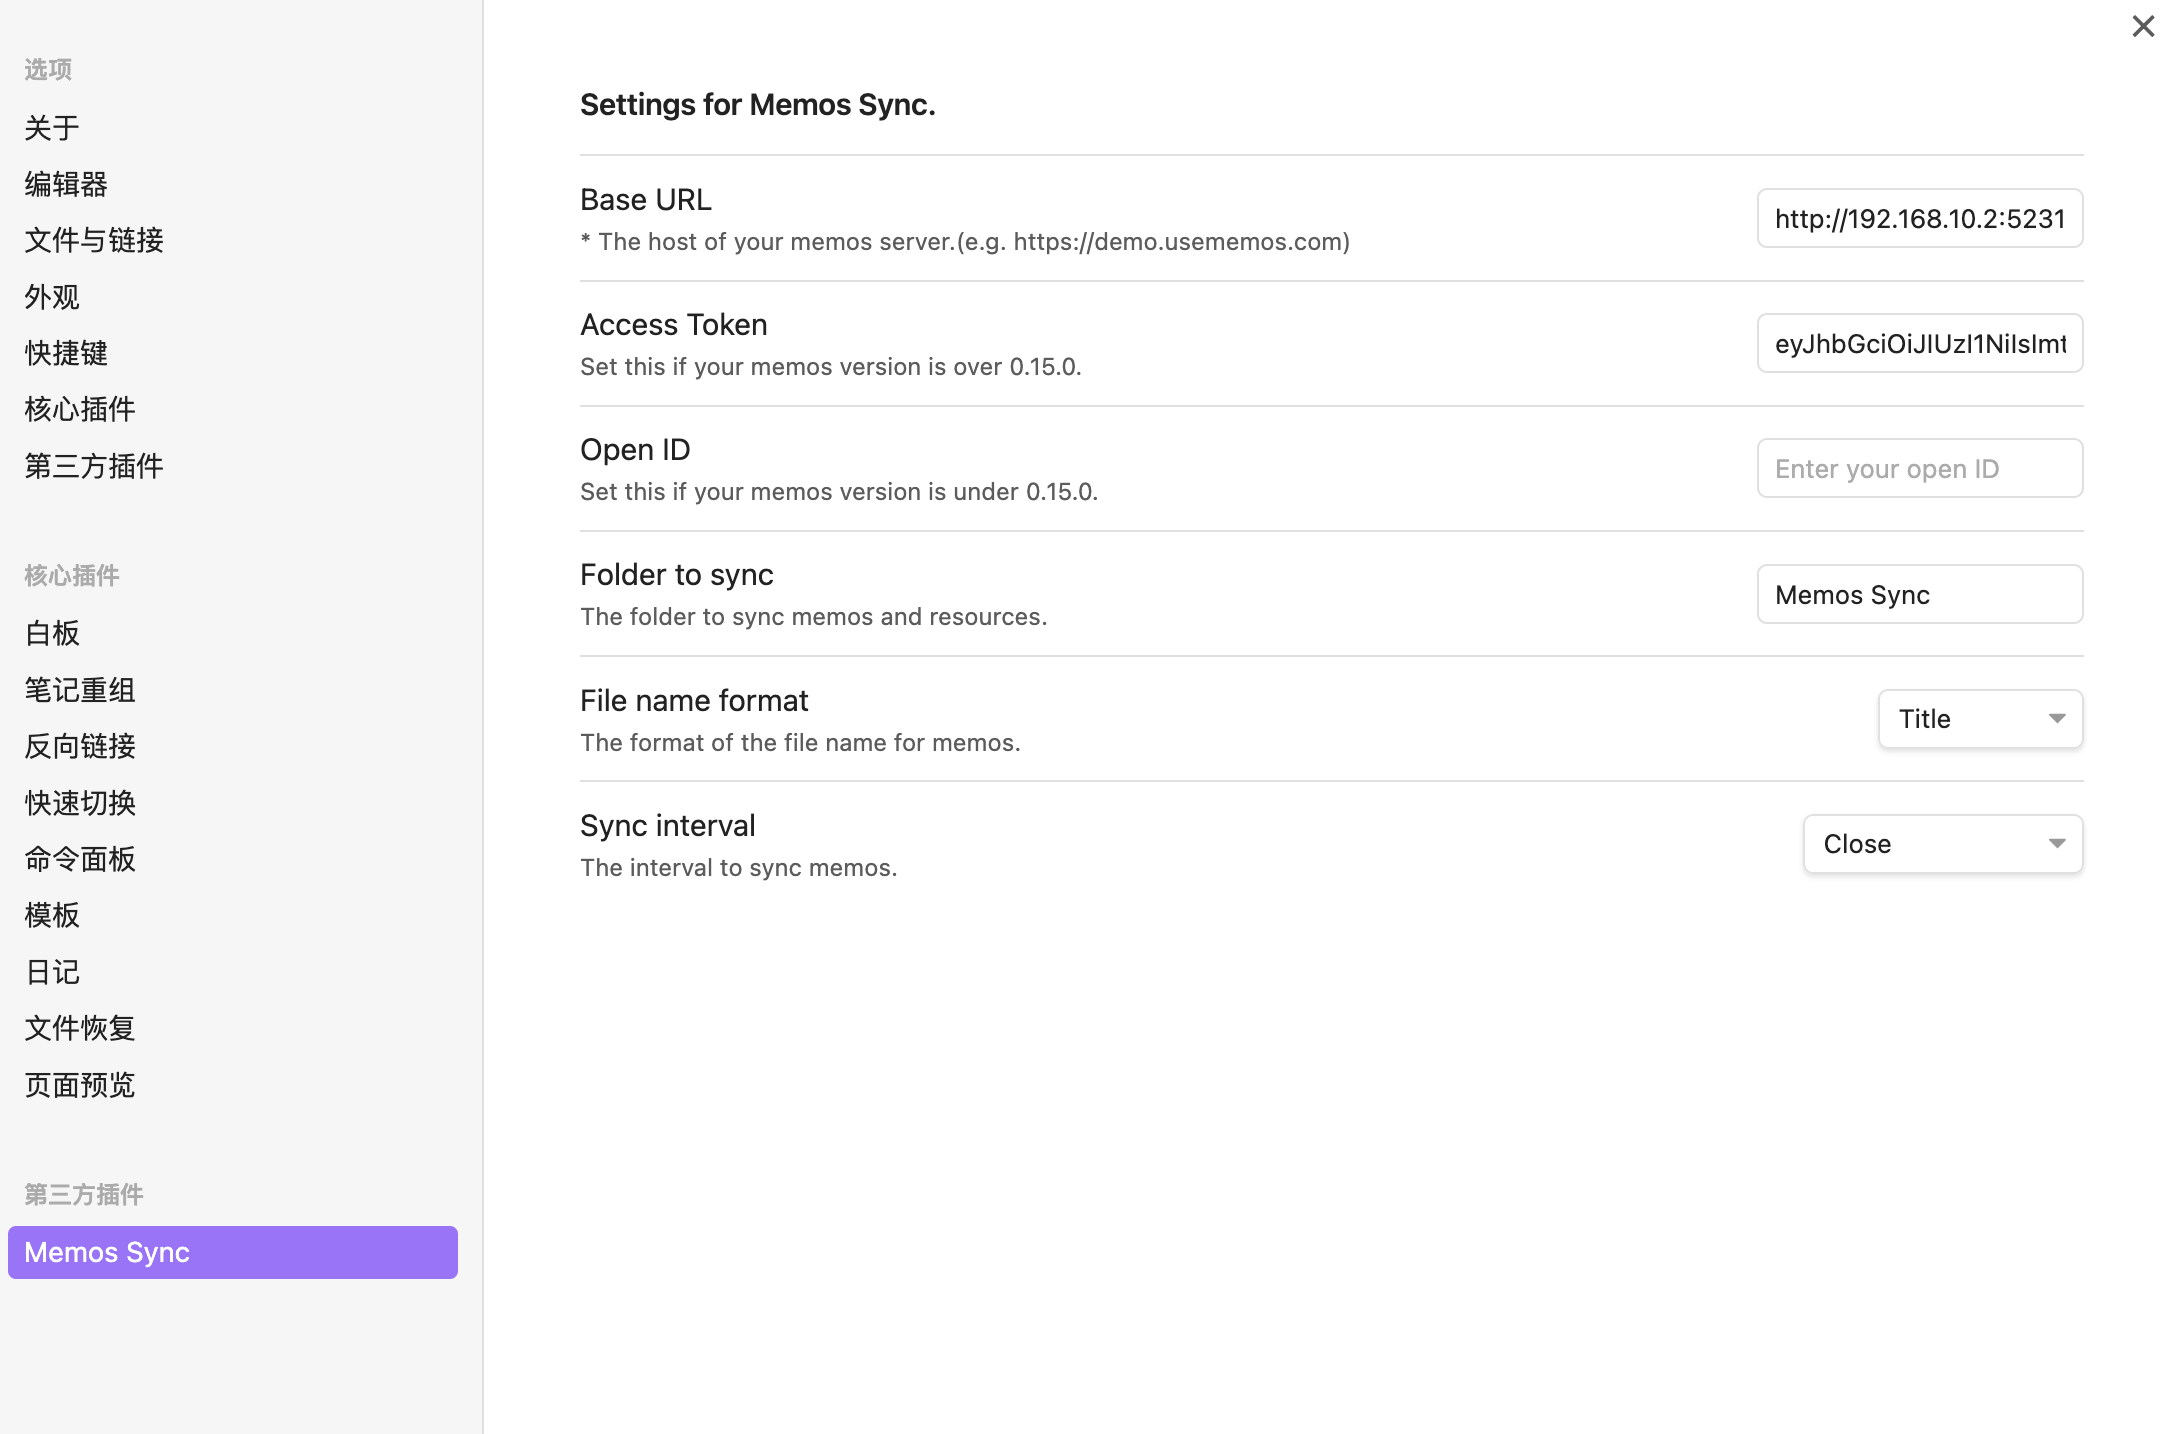 选项
关于
编辑器
文件与链接
外观
快捷键
核心插件
第三方插件
核心插件
白板
笔记重组
反向链接
快速切换
命令面板
模板
日记
文件恢复
页面预览
第三方插件
Memos Sync
Settings for Memos Sync.
Base URL
* The host of your memos server.(e.g. https://demo.usememos.com)
http://192.168.10.2:5231
Access Token
Set this if your memos version is over 0.15.0.
eyJhbGciOiJIUzI1NiIsImt
Open ID
Set this if your memos version is under 0.15.0.
Enter your open ID
Folder to sync
The folder to sync memos and resources.
Memos Sync
File name format
The format of the file name for memos.
Title
Sync interval
The interval to sync memos.
Close